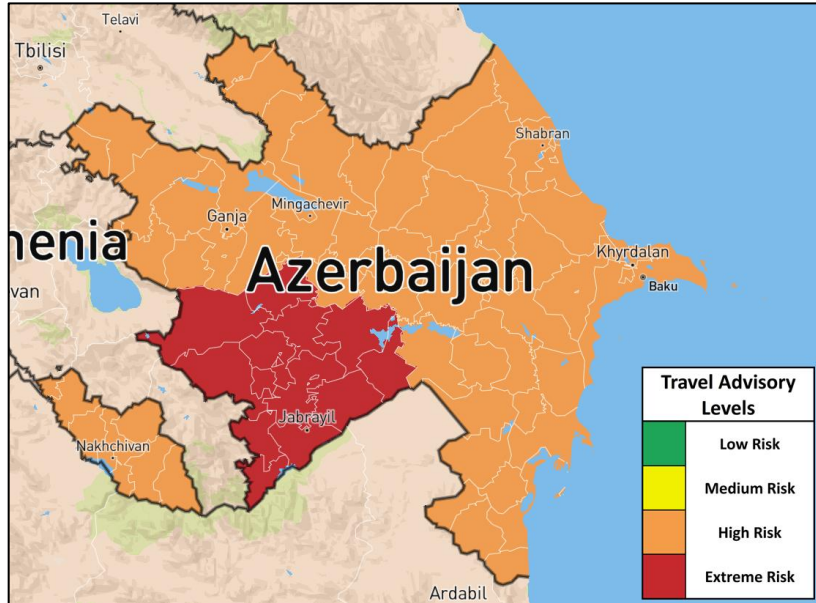 Telavi
Tbilisi
Shabran
Mingachevir
Ganja
nenia
Azerbaijan
Khyrdalan
Baku
van
Jabrayil
Nakhchivan
Ardabil
Travel Advisory
Levels
Low Risk
Medium Risk
High Risk
Extreme Risk